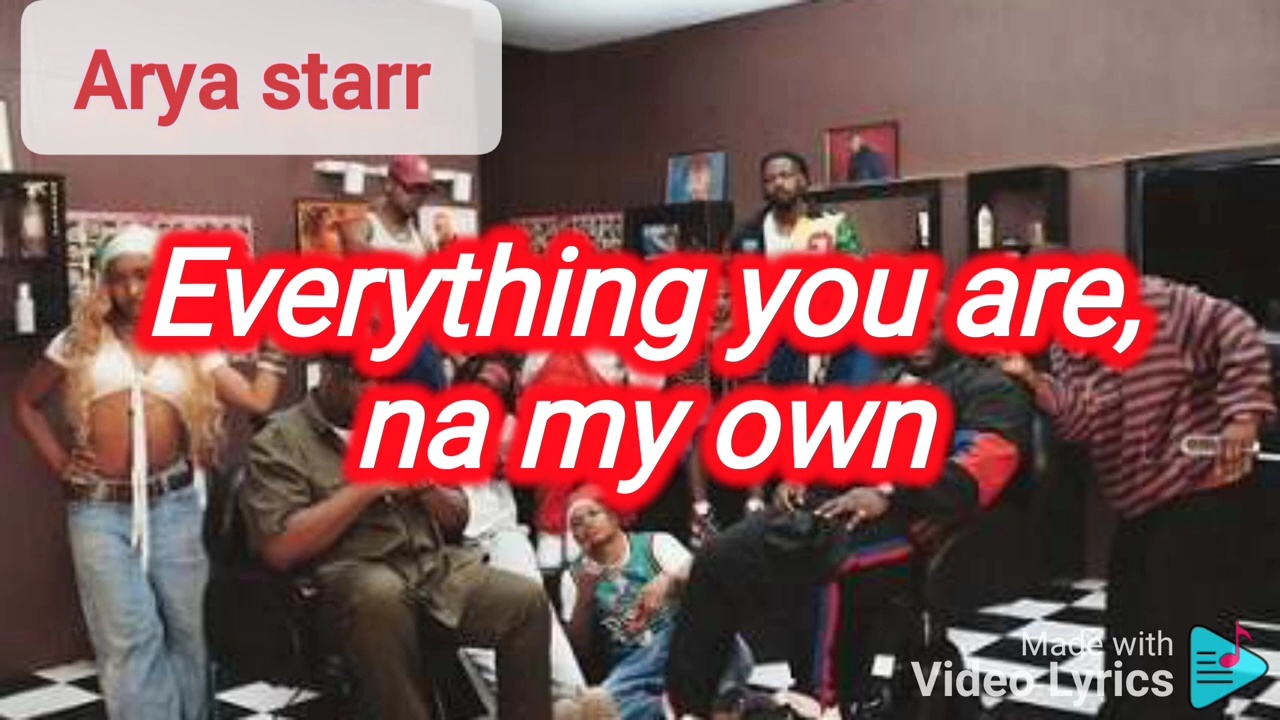 Arya starr
Everything you are,
na my own
Made with
Video Lyrics